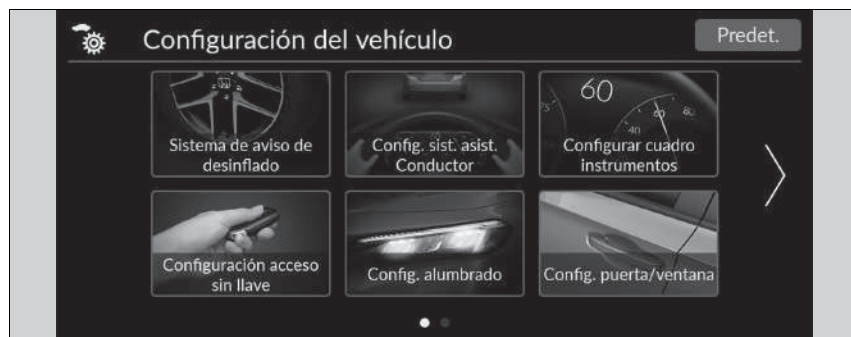 Configuración del vehículo
Predet.
60
Sistema de aviso de
desinflado
Config. sist. asist.
Conductor
Configurar cuadro
instrumentos
Configuración acceso
sin llave
Config. alumbrado
Config. puerta/ventana